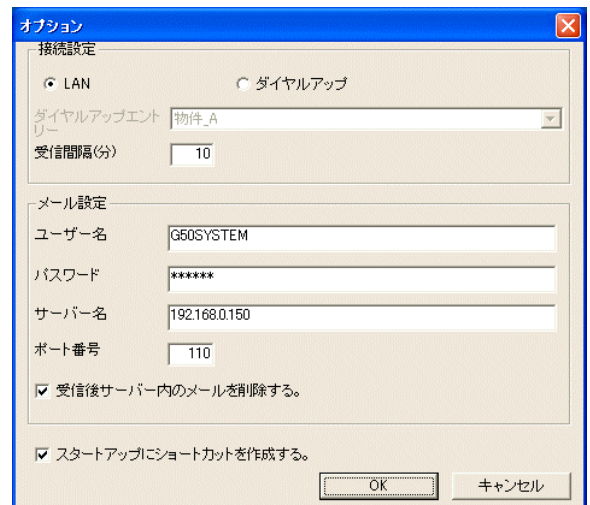 オプション
接続設定
LAN
ダイヤルアップ
ダイヤルアップエント
リー
物件_A
受信間隔(分)
10
メール設定
ユーザー名
G50SYSTEM
パスワード
******
サーバー名
192.168.0.150
ポート番号
110
受信後サーバー内のメールを削除する。
スタートアップにショートカットを作成する。
OK
キャンセル